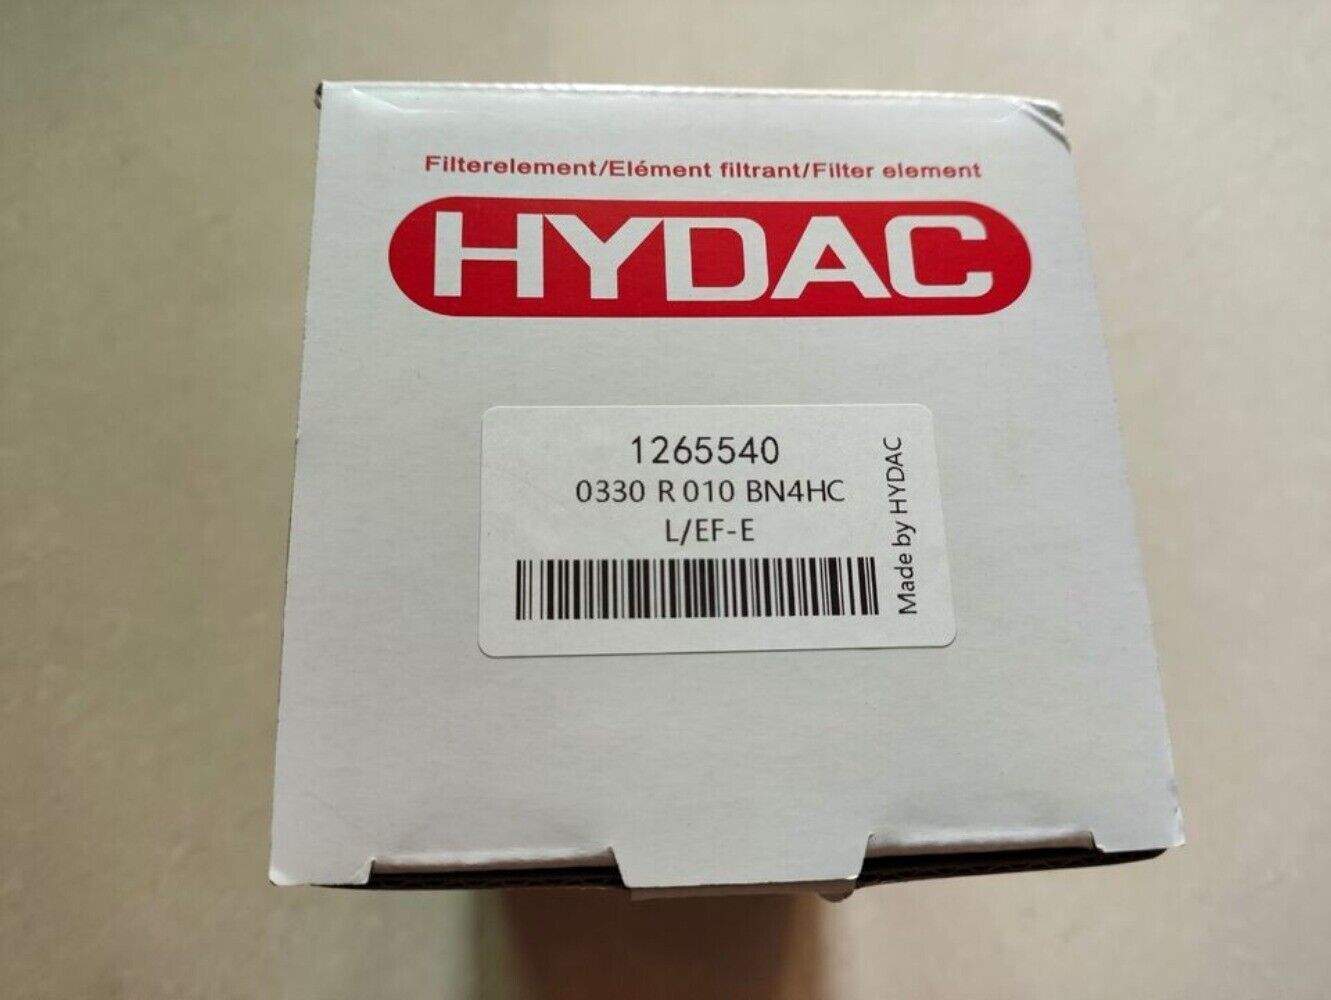 Filterelement/Elément filtrant/Filter element
HYDAC
1265540
0330 R 010 BN4HC
L/EF-E
Made by HYDAC